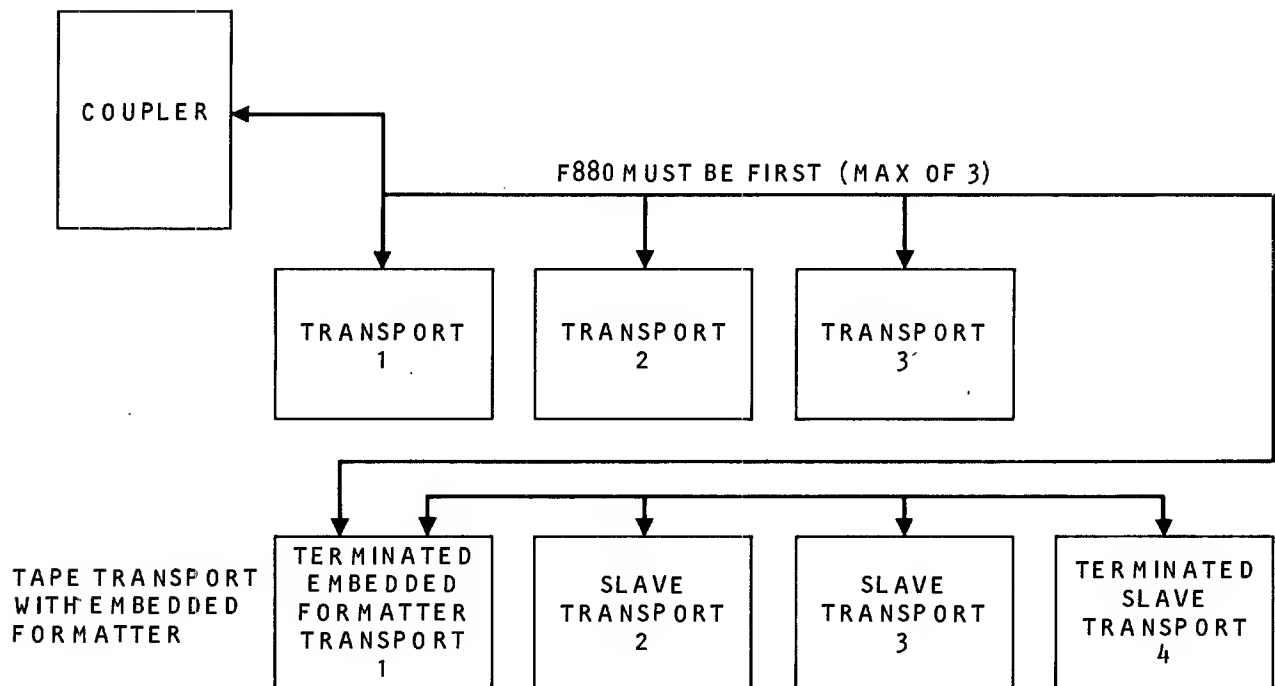 COUPLER
F880 MUST BE FIRST (MAX OF 3)
TRANSPORT
1
TRANSPORT
2
TRANSPORT
3
TAPE TRANSPORT
WITH EMBEDDED
FORMATTER
TERMINATED
EMBEDDED
FORMATTER
TRANSPORT
1
SLAVE
TRANSPORT
2
SLAVE
TRANSPORT
3
TERMINATED
SLAVE
TRANSPORT
4